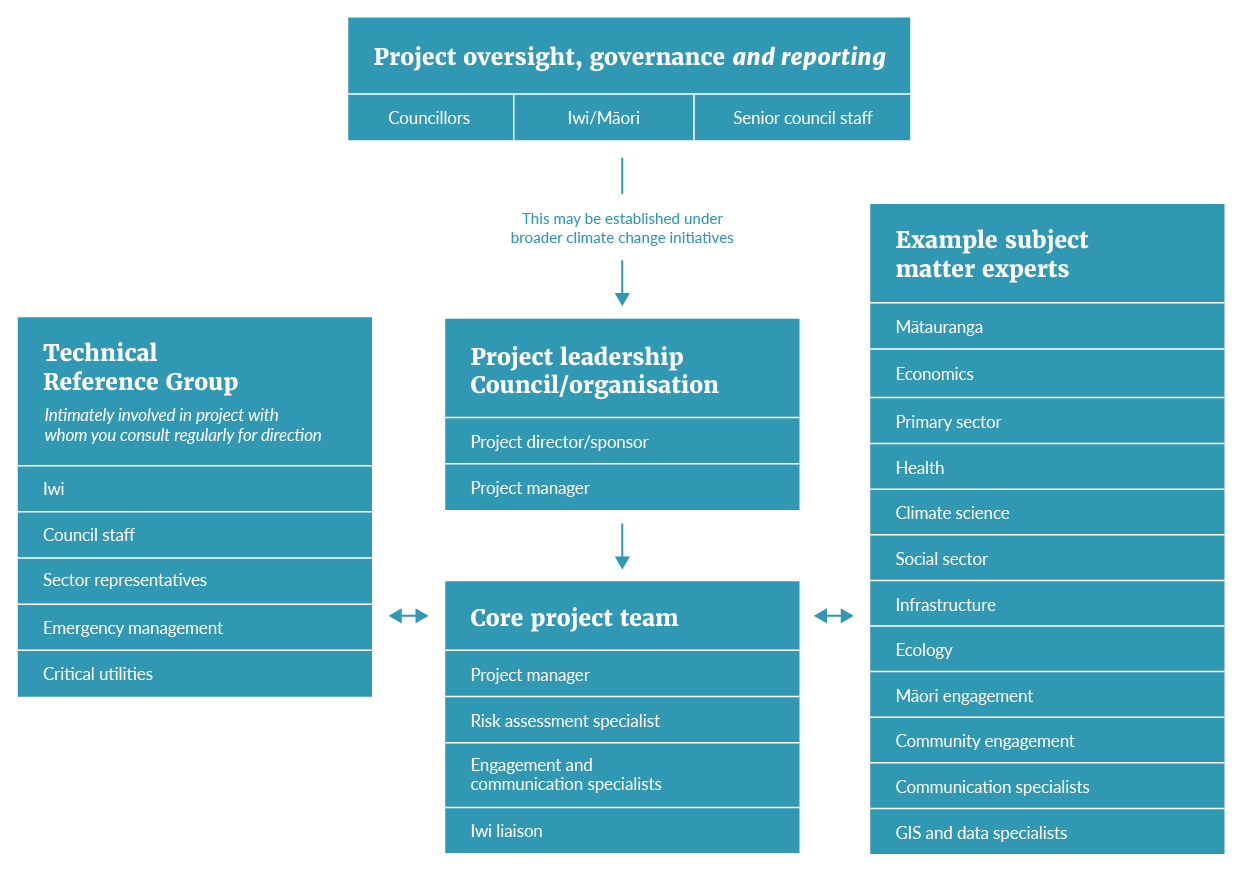 Project oversight, governance and reporting
Councillors
Iwi/Māori
Senior council staff
This may be established under
broader climate change initiatives
Technical
Reference Group
Intimately involved in project with
whom you consult regularly for direction
Iwi
Council staff
Sector representatives
Emergency management
Critical utilities
Project leadership
Council/organisation
Project director/sponsor
Project manager
Core project team
Project manager
Risk assessment specialist
Engagement and
communication specialists
Iwi liaison
Example subject
matter experts
Mātauranga
Economics
Primary sector
Health
Climate science
Social sector
Infrastructure
Ecology
Māori engagement
Community engagement
Communication specialists
GIS and data specialists